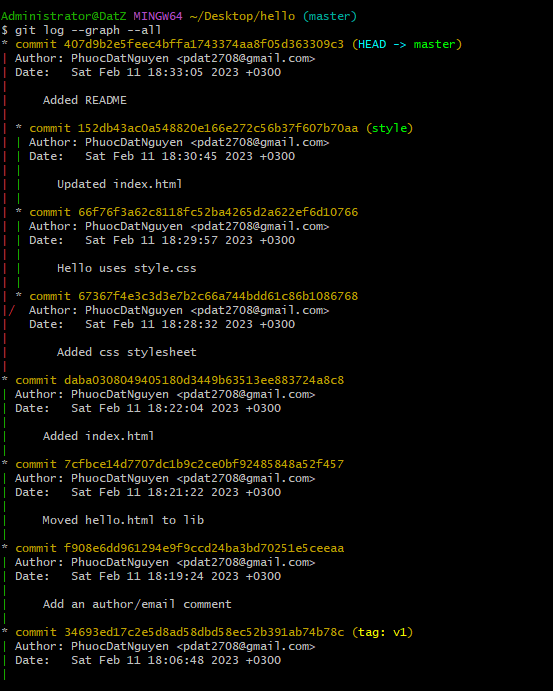 Administrator@DatZ MINGW64 ~/Desktop/hello (master)
$ git log --graph --all
* commit 407d9b2e5feec4bffa1743374aa8f05d363309c3 (HEAD -> master)
| Author: PhuocDatNguyen <pdat2708@gmail.com>
| Date:   Sat Feb 11 18:33:05 2023 +0300
|
|     Added README
|
| * commit 152db43ac0a548820e166e272c56b37f607b70aa (style)
| | Author: PhuocDatNguyen <pdat2708@gmail.com>
| | Date:   Sat Feb 11 18:30:45 2023 +0300
| |
| |     Updated index.html
| |
| * commit 66f76f3a62c8118fc52ba4265d2a622ef6d10766
| | Author: PhuocDatNguyen <pdat2708@gmail.com>
| | Date:   Sat Feb 11 18:29:57 2023 +0300
| |
| |     Hello uses style.css
| |
| * commit 67367f4e3c3d3e7b2c66a744bdd61c86b1086768
|/  Author: PhuocDatNguyen <pdat2708@gmail.com>
|   Date:   Sat Feb 11 18:28:32 2023 +0300
|
|       Added css stylesheet
|
* commit daba0308049405180d3449b63513ee883724a8c8
| Author: PhuocDatNguyen <pdat2708@gmail.com>
| Date:   Sat Feb 11 18:22:04 2023 +0300
|
|     Added index.html
|
* commit 7cfbce14d7707dc1b9c2ce0bf92485848a52f457
| Author: PhuocDatNguyen <pdat2708@gmail.com>
| Date:   Sat Feb 11 18:21:22 2023 +0300
|
|     Moved hello.html to lib
|
* commit f908e6dd961294e9f9ccd24ba3bd70251e5ceeaa
| Author: PhuocDatNguyen <pdat2708@gmail.com>
| Date:   Sat Feb 11 18:19:24 2023 +0300
|
|     Add an author/email comment
|
* commit 34693ed17c2e5d8ad58dbd58ec52b391ab74b78c (tag: v1)
| Author: PhuocDatNguyen <pdat2708@gmail.com>
| Date:   Sat Feb 11 18:06:48 2023 +0300
|